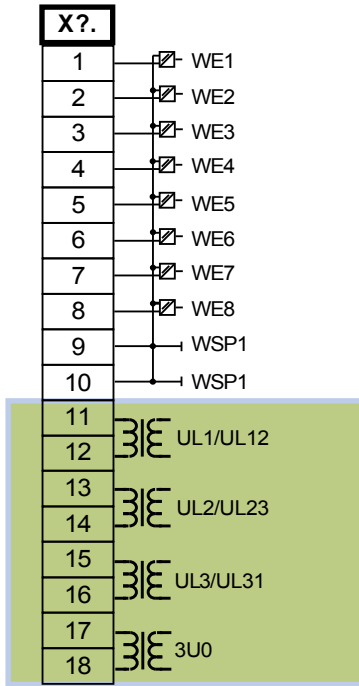 X?.
1 WE1
2 WE2
3 WE3
4 WE4
5 WE5
6 WE6
7 WE7
8 WE8
9 WSP1
10 WSP1
11
12
UL1/UL12
13
14
UL2/UL23
15
16
UL3/UL31
17
18
3U0